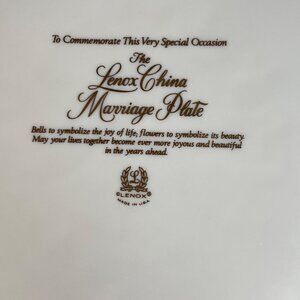 To Commemorate This Very Special Occasion
The
Lenox China
Marriage Plate
Bells to symbolize the joy of life, flowers to symbolize its beauty.
May your lives together become ever more joyous and beautiful
in the years ahead.
L
©LENOX®
MADE IN U.S.A.